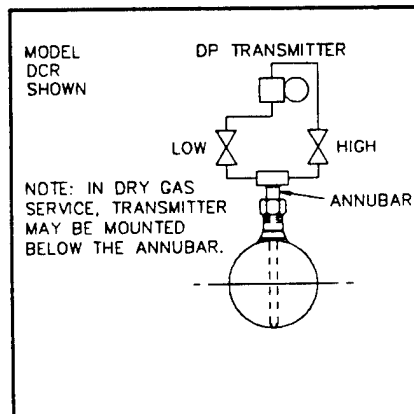 MODEL
DCR
SHOWN
DP TRANSMITTER
LOW
HIGH
NOTE: IN DRY GAS
SERVICE, TRANSMITTER
MAY BE MOUNTED
BELOW THE ANNUBAR.
ANNUBAR